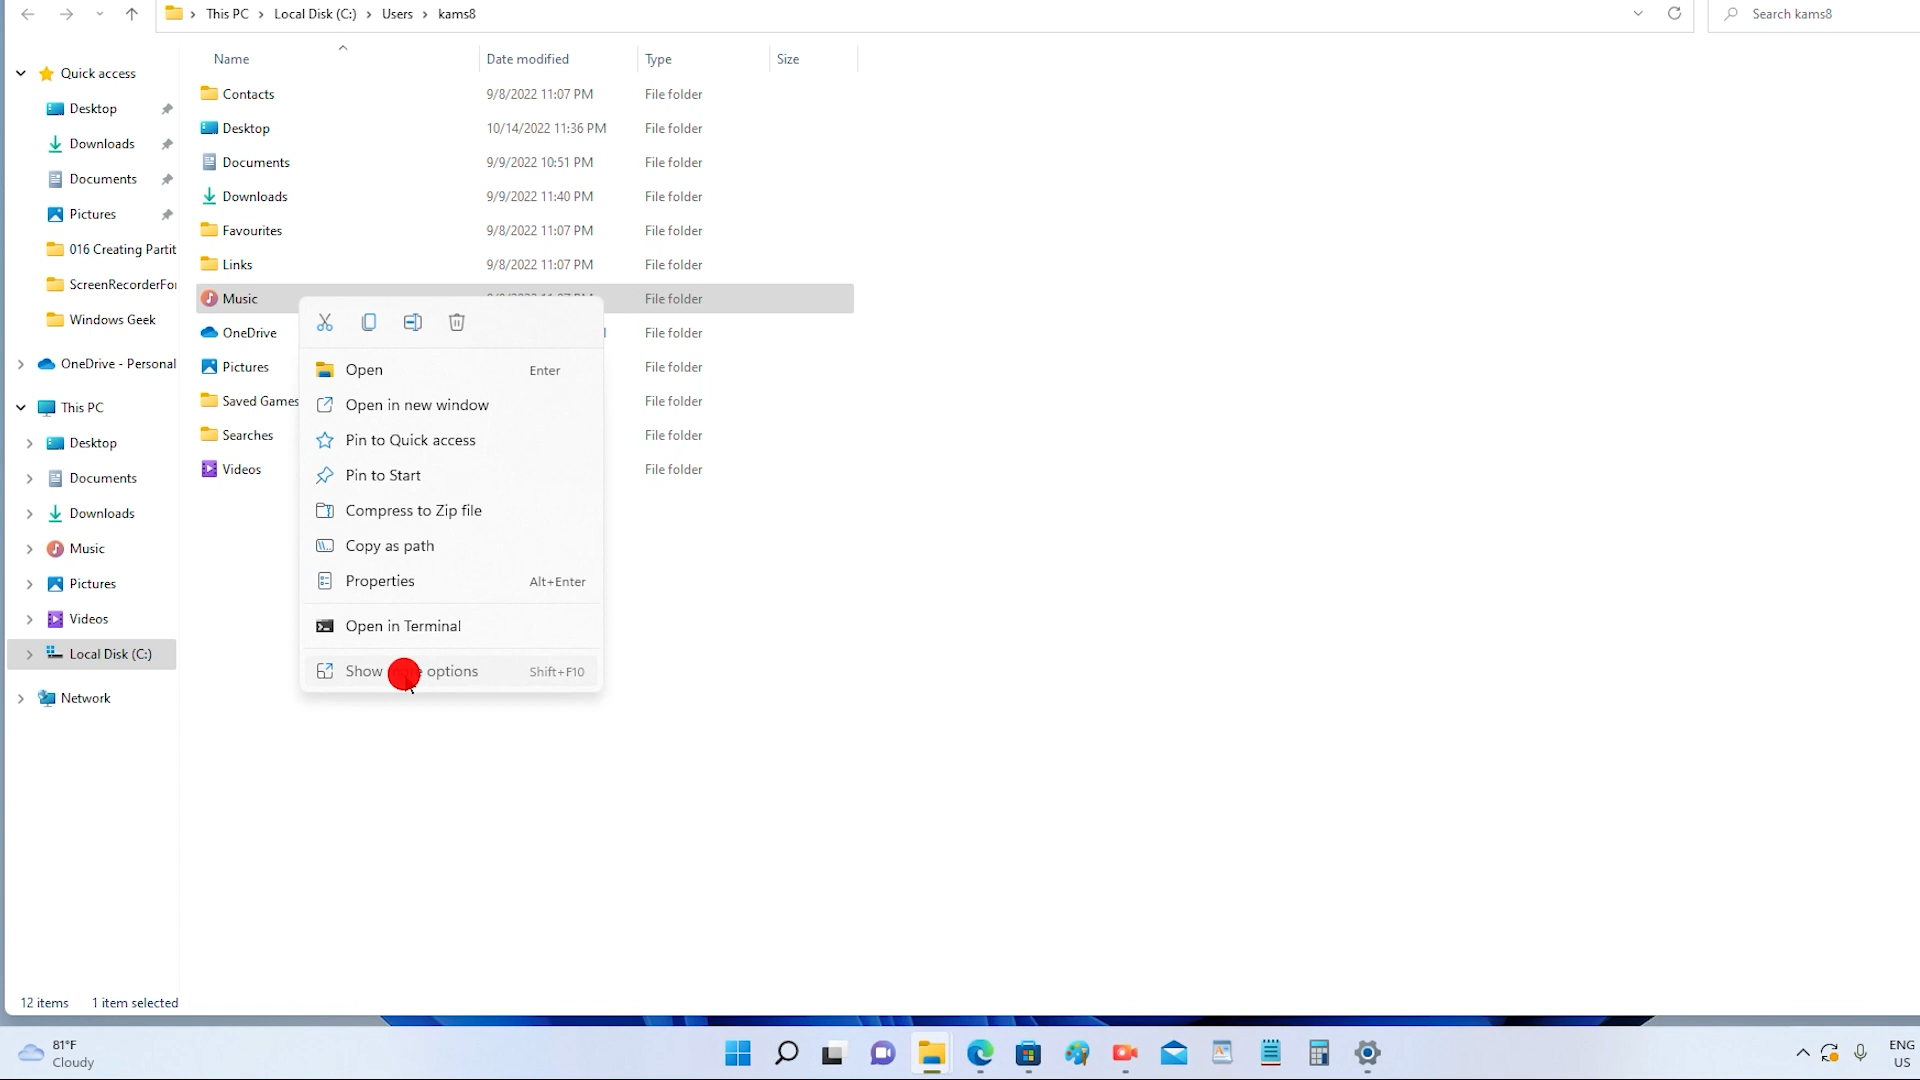 This PC Local Disk (C:) Users kams8
Search kams8
Name Date modified Type Size
Quick access
Desktop
Downloads
Documents
Pictures
016 Creating Partit
ScreenRecorderFor
Windows Geek
OneDrive - Personal
This PC
Desktop
Documents
Downloads
Music
Pictures
Videos
Local Disk (C:)
Network
Contacts 9/8/2022 11:07 PM File folder
Desktop 10/14/2022 11:36 PM File folder
Documents 9/9/2022 10:51 PM File folder
Downloads 9/9/2022 11:40 PM File folder
Favourites 9/8/2022 11:07 PM File folder
Links 9/8/2022 11:07 PM File folder
Music File folder
OneDrive File folder
Pictures File folder
Saved Games File folder
Searches File folder
Videos File folder
Open Enter
Open in new window
Pin to Quick access
Pin to Start
Compress to Zip file
Copy as path
Properties Alt+Enter
Open in Terminal
Show options Shift+F10
12 items 1 item selected
81°F
Cloudy
ENG
US